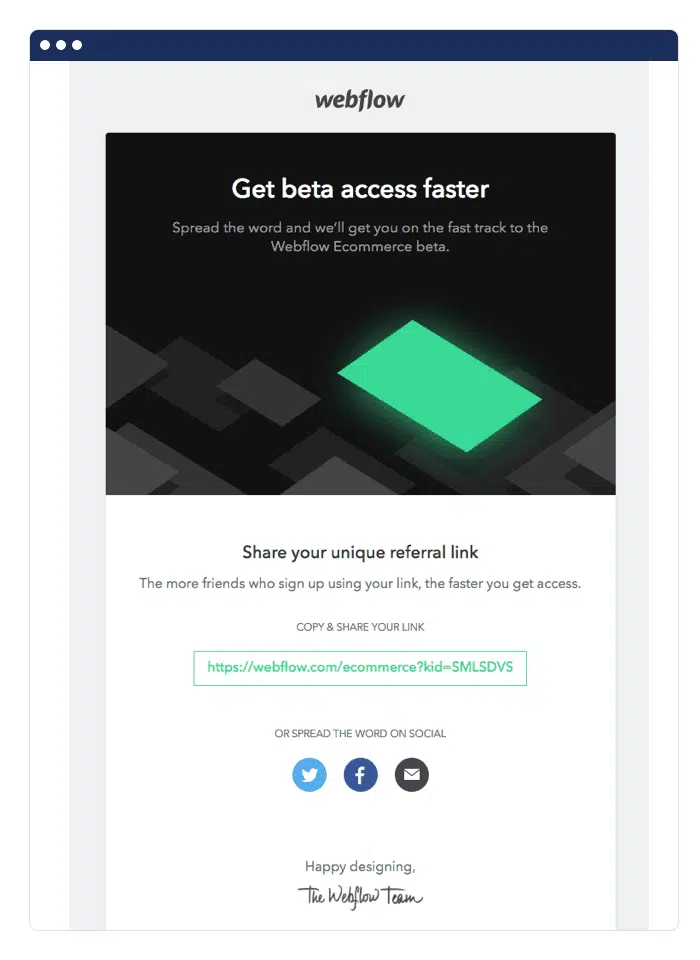 webflow
Get beta access faster
Spread the word and we'll get you on the fast track to the
Webflow Ecommerce beta.
Share your unique referral link
The more friends who sign up using your link, the faster you get access.
COPY & SHARE YOUR LINK
https://webflow.com/ecommerce?kid=SMLSDVS
OR SPREAD THE WORD ON SOCIAL
Happy designing,
The Webflow Team